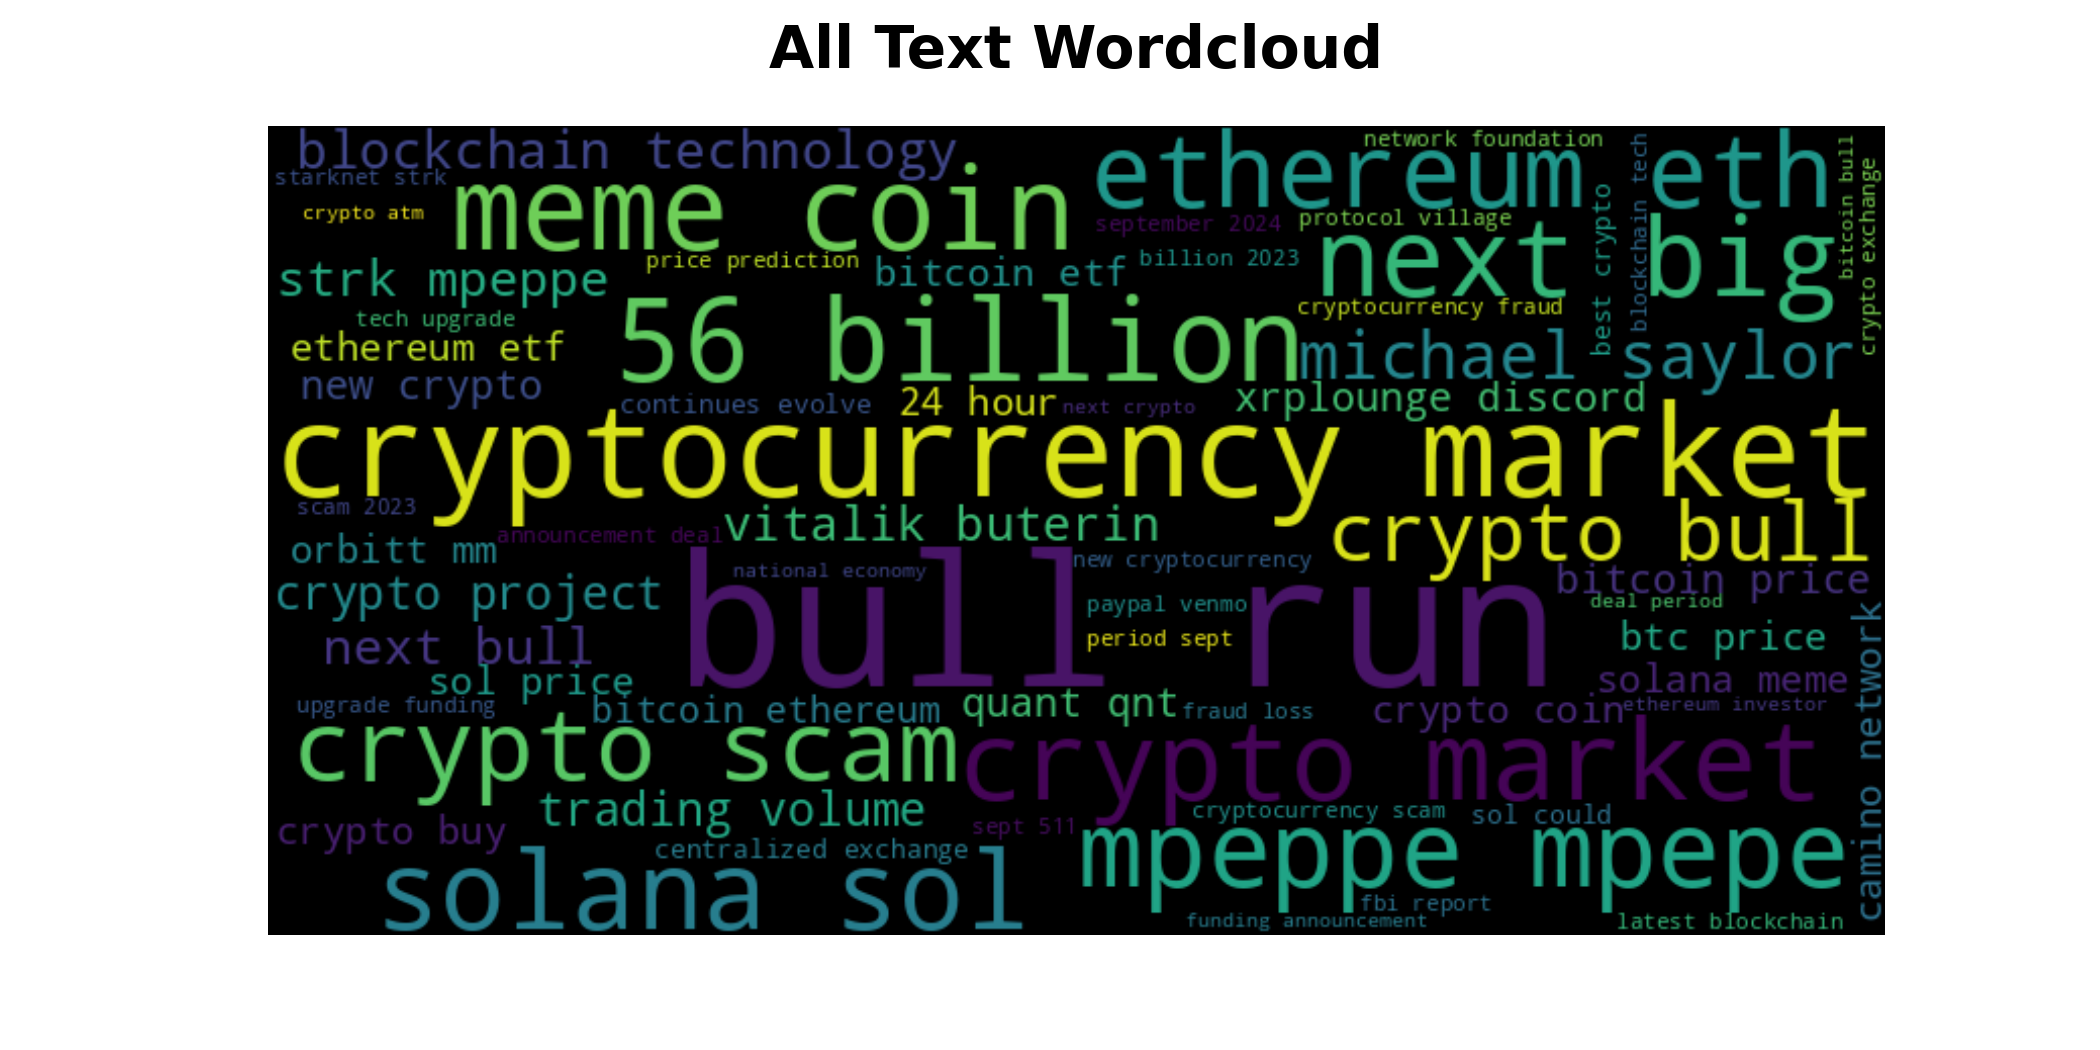 All Text Wordcloud
blockchain technology
network foundation
ethereum eth
starknet strk
meme coin
crypto atm
september 2024
protocol village
next big
best crypto
blockchain tech
bitcoin bull
crypto exchange
strk mpeppe
price prediction
bitcoin etf
billion 2023
tech upgrade
56 billion
cryptocurrency fraud
ethereum etf
michael saylor
new crypto
continues evolve
24 hour
next crypto
xrplounge discord
cryptocurrency market
scam 2023
announcement deal
vitalik buterin
crypto bull
orbitt mm
national economy
new cryptocurrency
bitcoin price
crypto project
bull run
paypal venmo
deal period
period sept
btc price
next bull
sol price
solana meme
camino network
upgrade funding
bitcoin ethereum
quant qnt
fraud loss
crypto coin
ethereum investor
crypto scam
crypto market
trading volume
cryptocurrency scam
sol could
crypto buy
sept 511
centralized exchange
mpeppe mpepe
solana sol
fbi report
funding announcement
latest blockchain